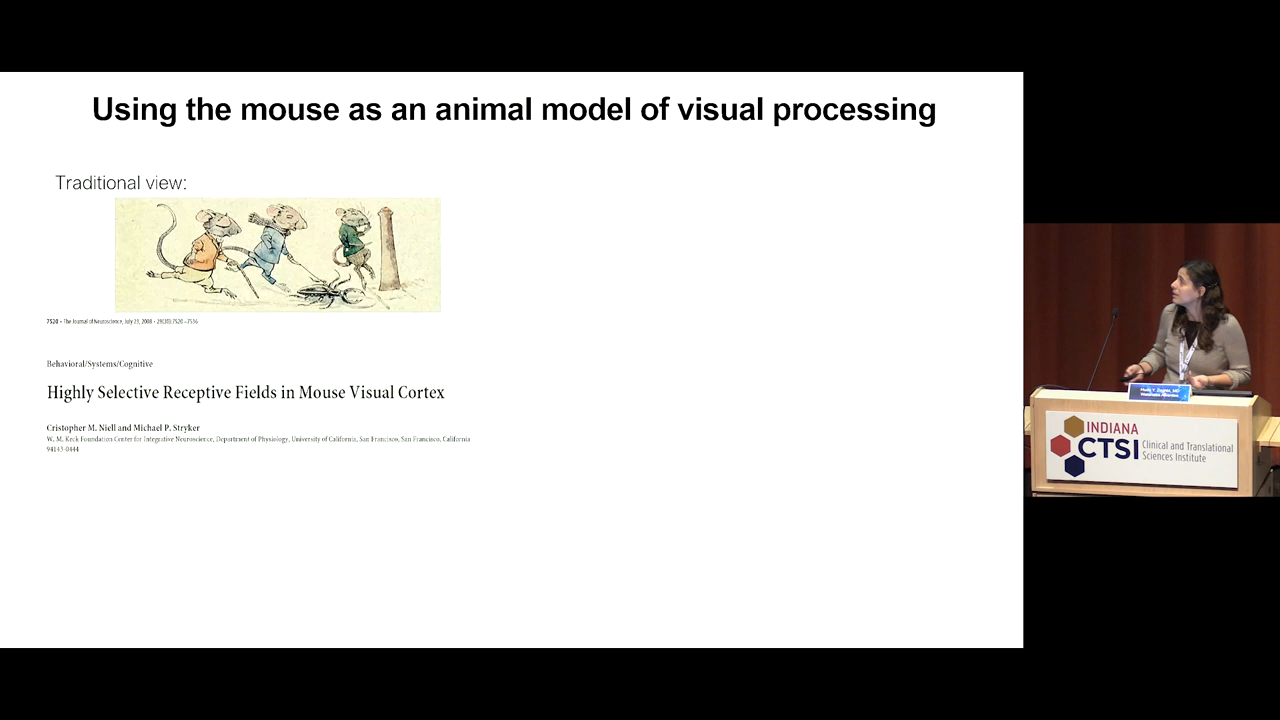 Using the mouse as an animal model of visual processing
Traditional view:
7520 • The Journal of Neuroscience, July 23, 2008 • 28(30):7520 –7536
Behavioral/Systems/Cognitive
Highly Selective Receptive Fields in Mouse Visual Cortex
Cristopher M. Niell and Michael P. Stryker
W. M. Keck Foundation Center for Integrative Neuroscience, Department of Physiology, University of California, San Francisco, San Francisco, California
94143-0444
INDIANA
CTSI
Clinical and Translational
Sciences Institute